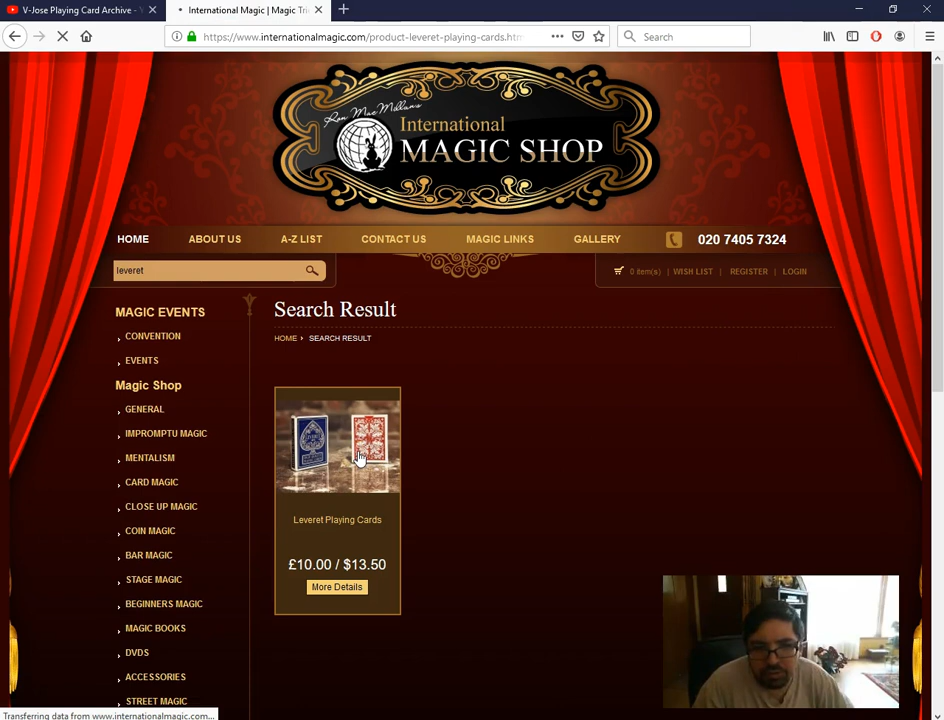 V-Jose Playing Card Archive -
International Magic | Magic Tri
https://www.internationalmagic.com/product-leveret-playing-cards.htm
Search
Ron MacMillan's
International
MAGIC SHOP
HOME
ABOUT US
A-Z LIST
CONTACT US
MAGIC LINKS
GALLERY
020 7405 7324
leveret
0 item(s) | WISH LIST | REGISTER | LOGIN
MAGIC EVENTS
CONVENTION
EVENTS
Magic Shop
GENERAL
IMPROMPTU MAGIC
MENTALISM
CARD MAGIC
CLOSE UP MAGIC
COIN MAGIC
BAR MAGIC
STAGE MAGIC
BEGINNERS MAGIC
MAGIC BOOKS
DVDS
ACCESSORIES
STREET MAGIC
Search Result
HOME
SEARCH RESULT
LEVERET
Leveret Playing Cards
£10.00 / $13.50
More Details
Transferring data from www.internationalmagic.com...